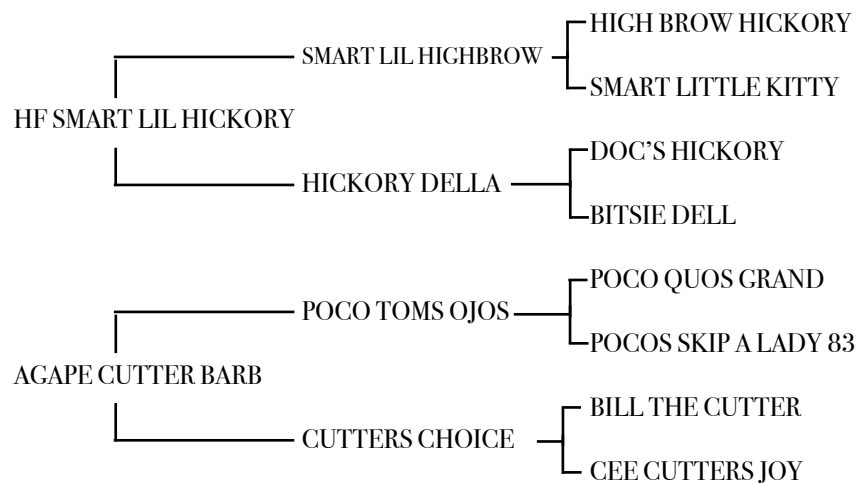 HIGH BROW HICKORY
SMART LIL HIGHBROW
SMART LITTLE KITTY
HF SMART LIL HICKORY
DOC’S HICKORY
HICKORY DELLA
BITSIE DELL
POCO QUOS GRAND
POCO TOMS OJOS
POCOS SKIP A LADY 83
AGAPE CUTTER BARB
BILL THE CUTTER
CUTTERS CHOICE
CEE CUTTERS JOY